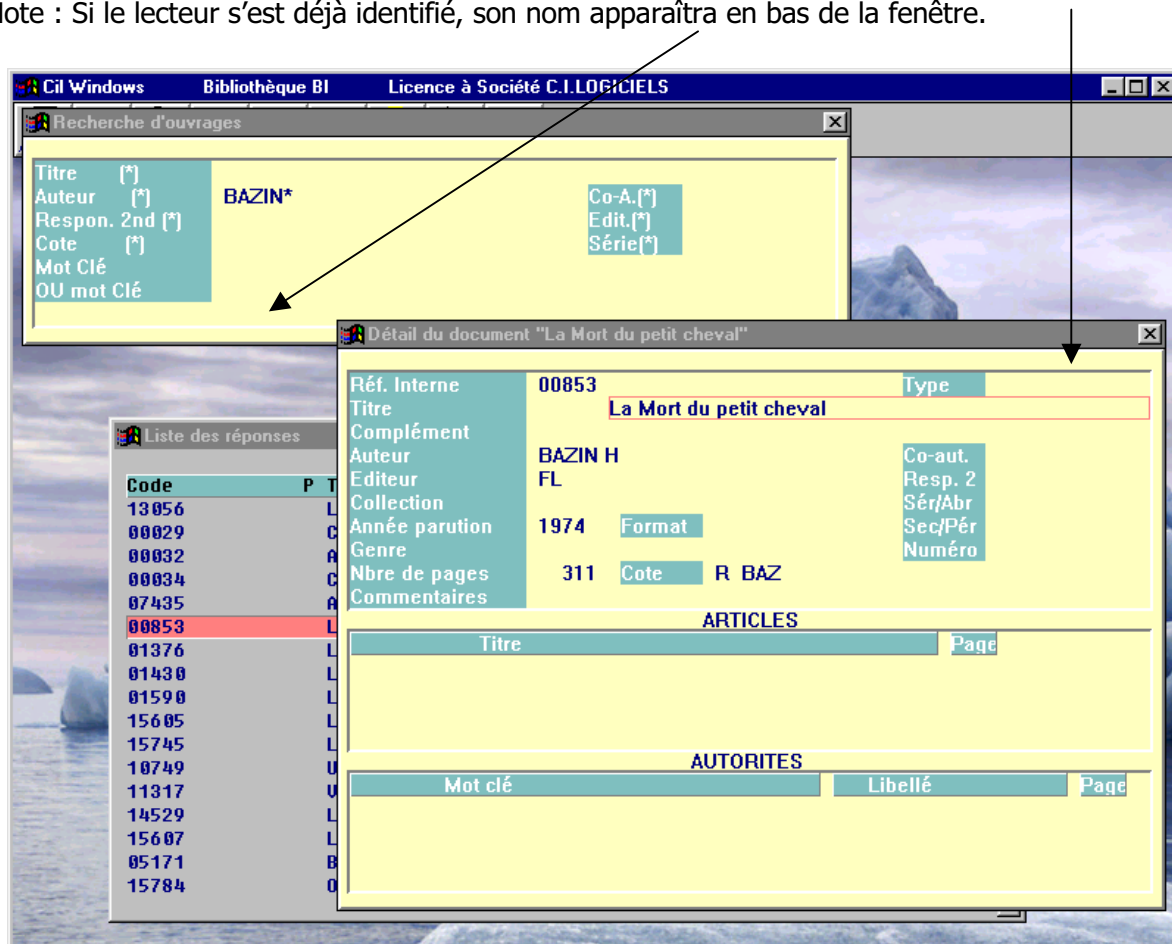 ote : Si le lecteur s'est déjà identifié, son nom apparaîtra en bas de la fenêtre.
Cil Windows Bibliothèque BI Licence à Société C.I.LOGICIELS
Recherche d'ouvrages
Titre (*)
Auteur (*) BAZIN* Co-A.(*)
Respon. 2nd (*) Edit.(*)
Cote (*) Série(*)
Mot Clé
OU mot Clé
Détail du document "La Mort du petit cheval"
Réf. Interne 00853 Type
Titre La Mort du petit cheval
Complément
Auteur BAZIN H Co-aut.
Editeur FL Resp. 2
Collection Sér/Abr
Année parution 1974 Format Sec/Pér
Genre Numéro
Nbre de pages 311 Cote R BAZ
Commentaires
ARTICLES
Titre Page
AUTORITES
Mot clé Libellé Page
Liste des réponses
Code P T
13056 L
00029 C
00032 A
00034 C
07435 A
00853 L
01376 L
01430 L
01590 L
15605 L
15745 L
10749 U
11317 V
14529 L
15607 L
05171 B
15784 O